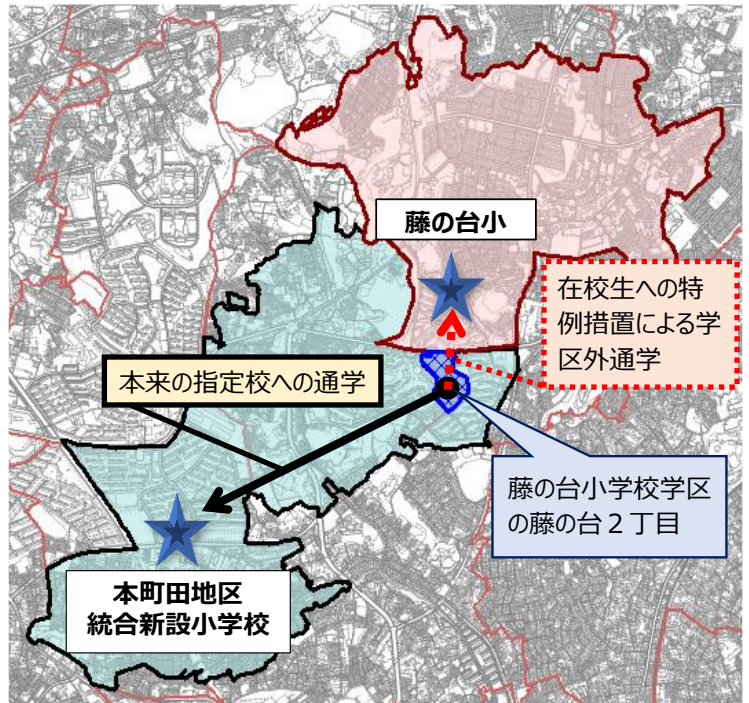 藤の台小
在校生への特
例措置による学
区外通学
本来の指定校への通学
藤の台小学校学区
の藤の台２丁目
本町田地区
統合新設小学校